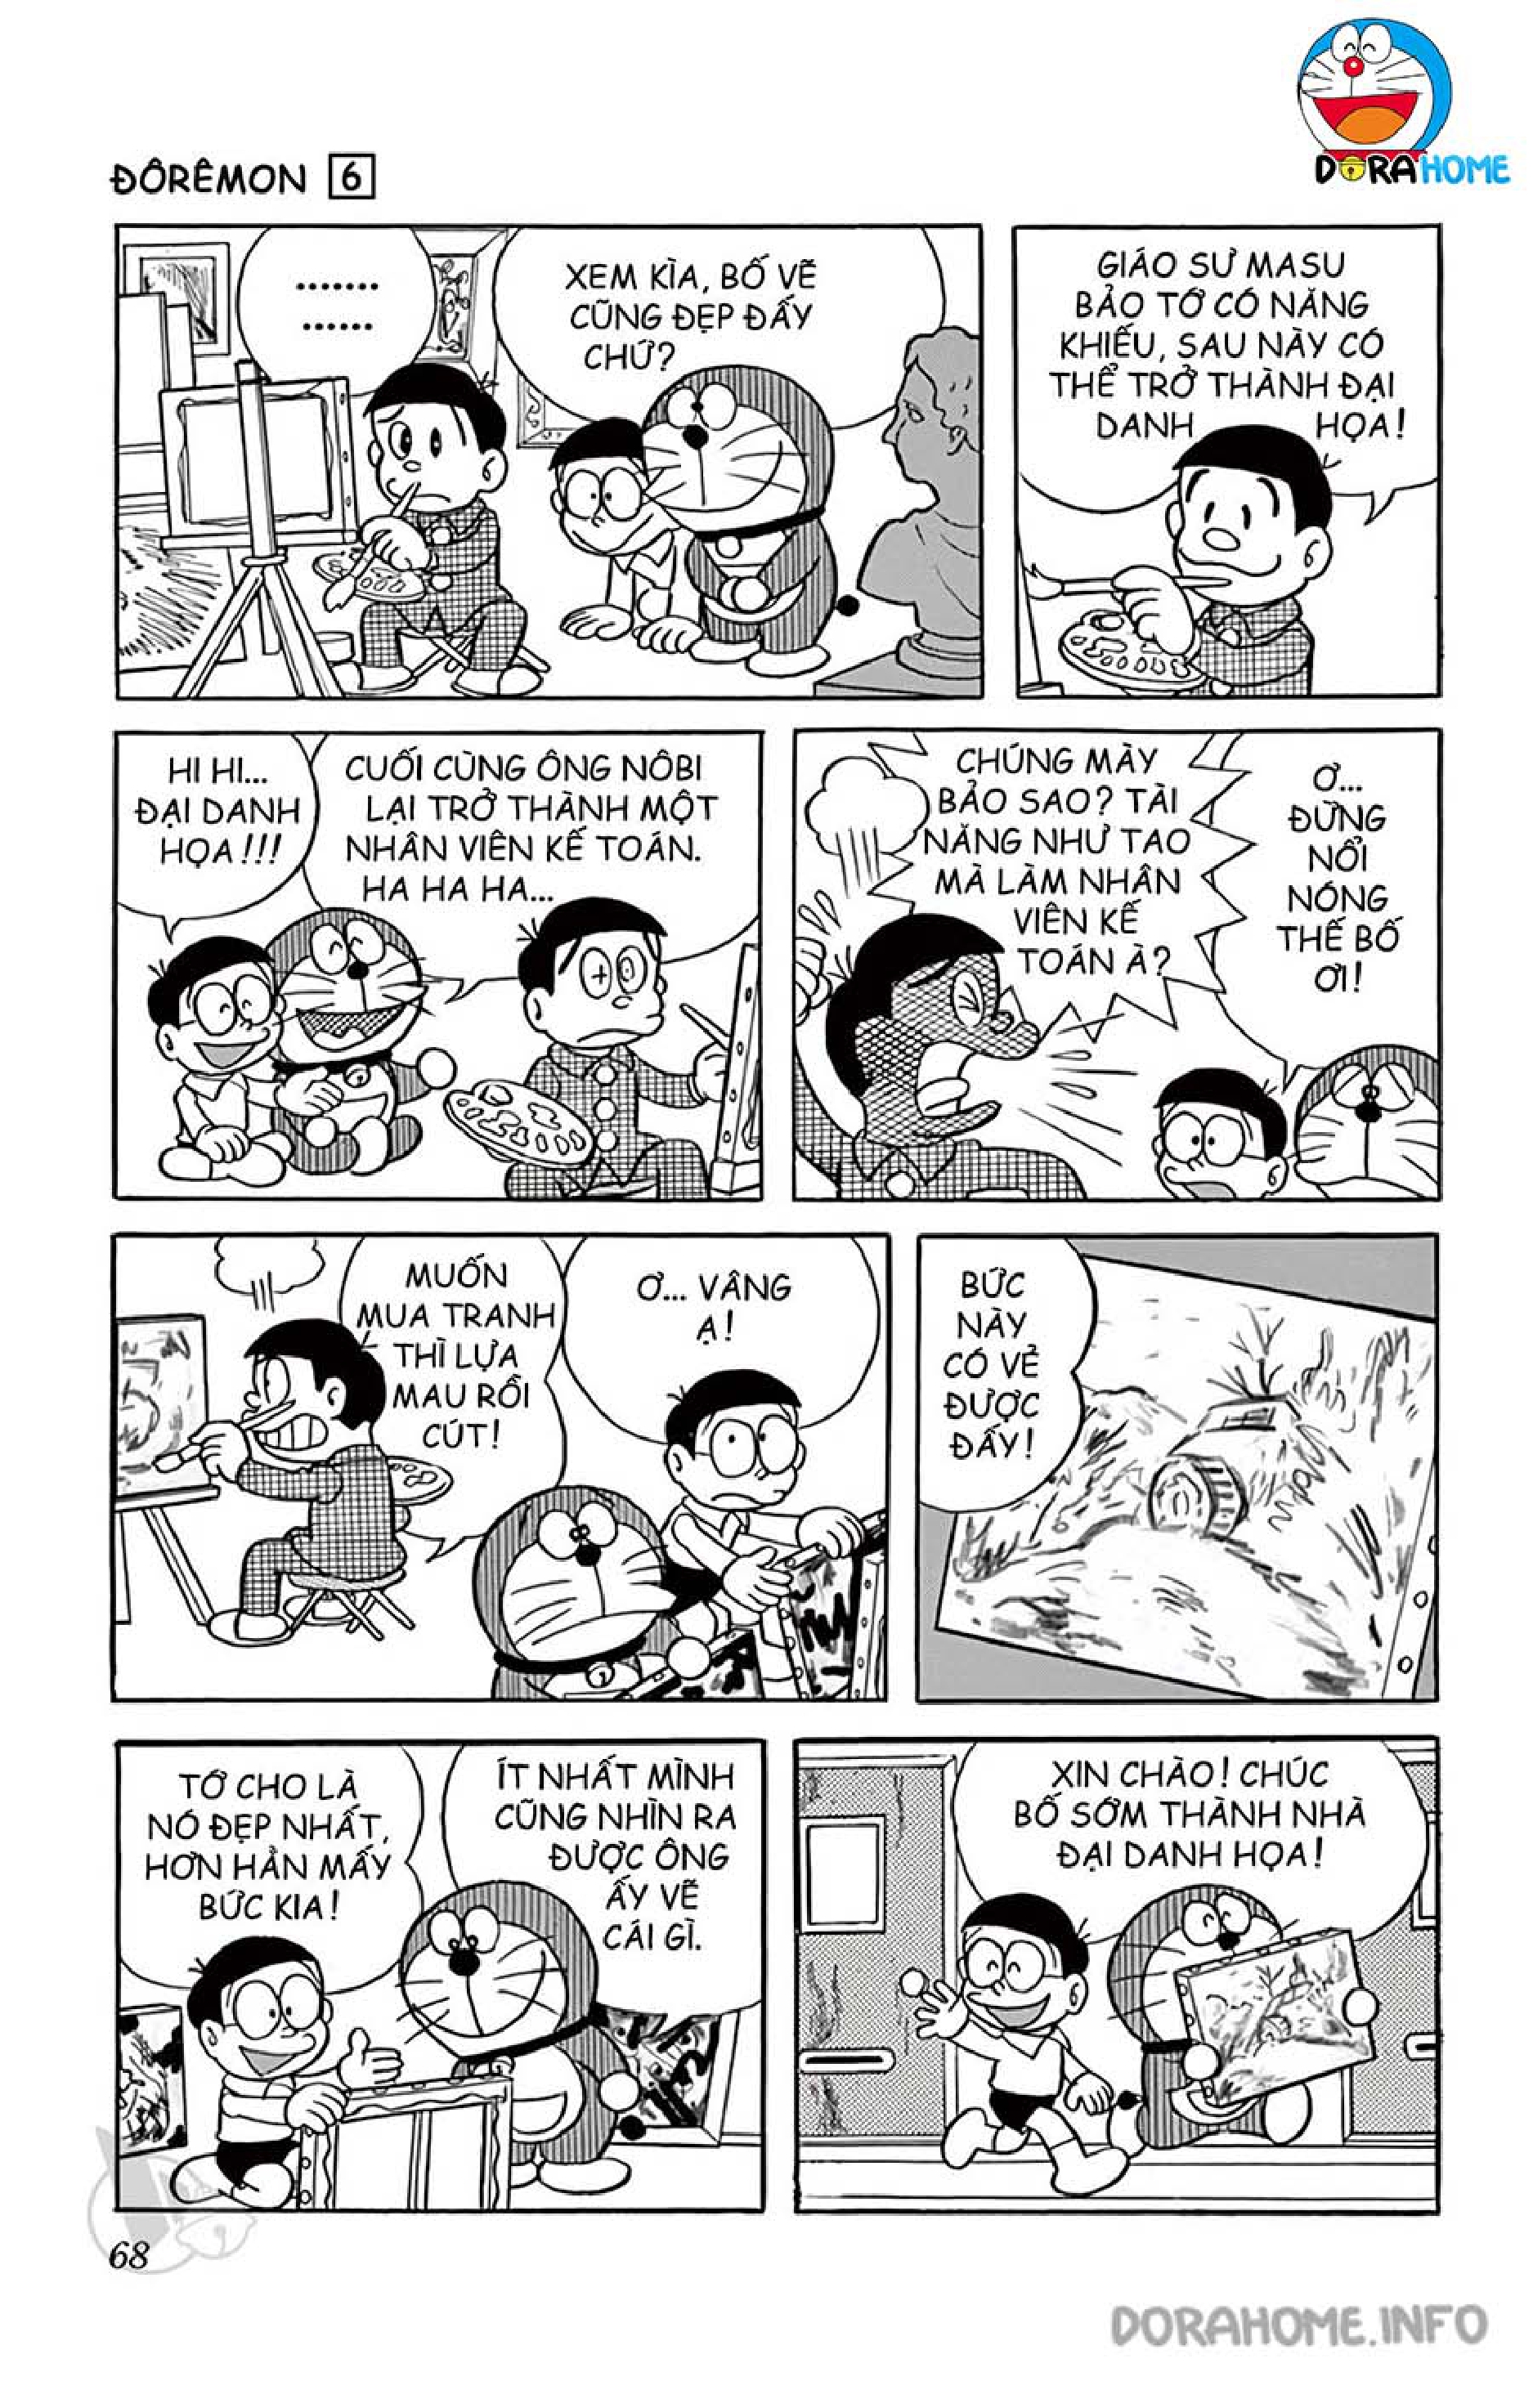 DORAHOME
ĐÔRÊMON 6
........
......
XEM KÌA, BỐ VẼ
CŨNG ĐẸP ĐẤY
CHỨ?
GIÁO SƯ MASU
BẢO TỚ CÓ NĂNG
KHIẾU, SAU NÀY CÓ
THỂ TRỞ THÀNH ĐẠI
DANH HỌA!
HI HI...
ĐẠI DANH
HỌA!!!
CUỐI CÙNG ÔNG NÔBI
LẠI TRỞ THÀNH MỘT
NHÂN VIÊN KẾ TOÁN.
HA HA HA...
CHÚNG MÀY
BẢO SAO? TÀI
NĂNG NHƯ TAO
MÀ LÀM NHÂN
VIÊN KẾ
TOÁN À?
Ơ...
ĐỪNG
NỔI
NÓNG
THẾ BỐ
ƠI!
MUỐN
MUA TRANH
THÌ LỰA
MAU RỒI
CÚT!
Ơ... VÂNG
Ạ!
BỨC
NÀY
CÓ VẺ
ĐƯỢC
ĐẤY!
TỚ CHO LÀ
NÓ ĐẸP NHẤT,
HƠN HẲN MẤY
BỨC KIA!
ÍT NHẤT MÌNH
CŨNG NHÌN RA
ĐƯỢC ÔNG
ẤY VẼ
CÁI GÌ.
XIN CHÀO! CHÚC
BỐ SỚM THÀNH NHÀ
ĐẠI DANH HỌA!
68
DORAHOME.INFO